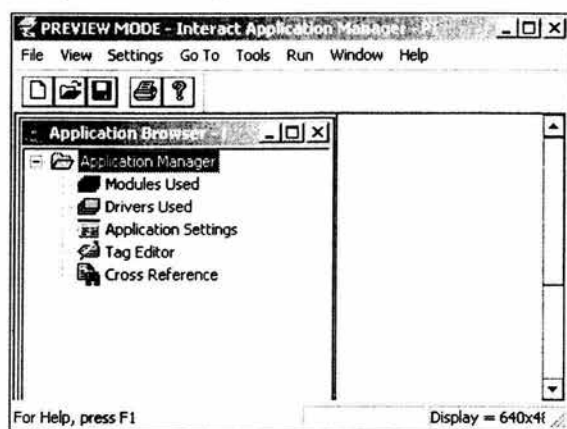 PREVIEW MODE - Interact Application Manager - P
File View Settings Go To Tools Run Window Help
Application Browser -
Application Manager
Modules Used
Drivers Used
Application Settings
Tag Editor
Cross Reference
For Help, press F1
Display = 640x48